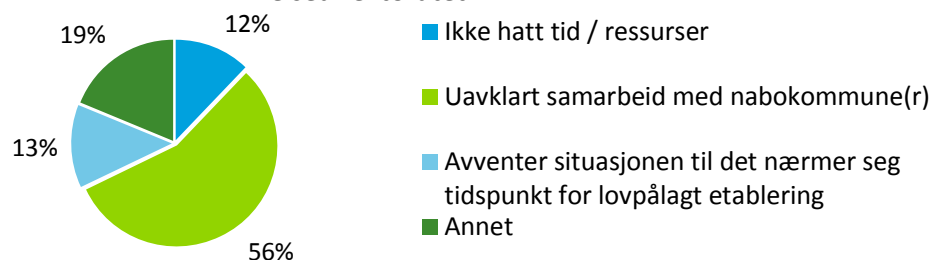 19%
12%
13%
56%
Ikke hatt tid / ressurser
Uavklart samarbeid med nabokommune(r)
Avventer situasjonen til det nærmer seg
tidspunkt for lovpålagt etablering
Annet